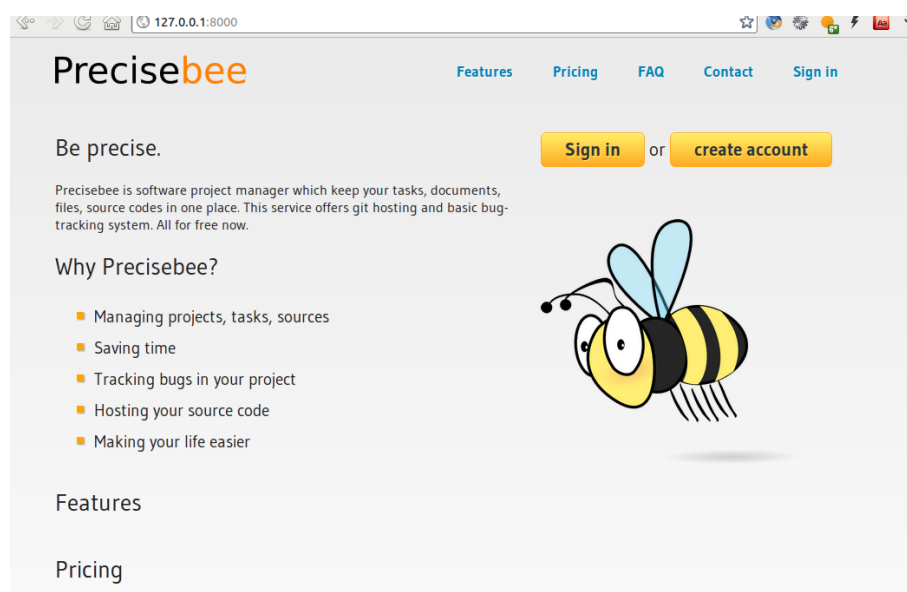 127.0.0.1:8000
Precisebee
Features Pricing FAQ Contact Sign in
Be precise.
Sign in or create account
Precisebee is software project manager which keep your tasks, documents,
files, source codes in one place. This service offers git hosting and basic bug-
tracking system. All for free now.
Why Precisebee?
Managing projects, tasks, sources
Saving time
Tracking bugs in your project
Hosting your source code
Making your life easier
Features
Pricing